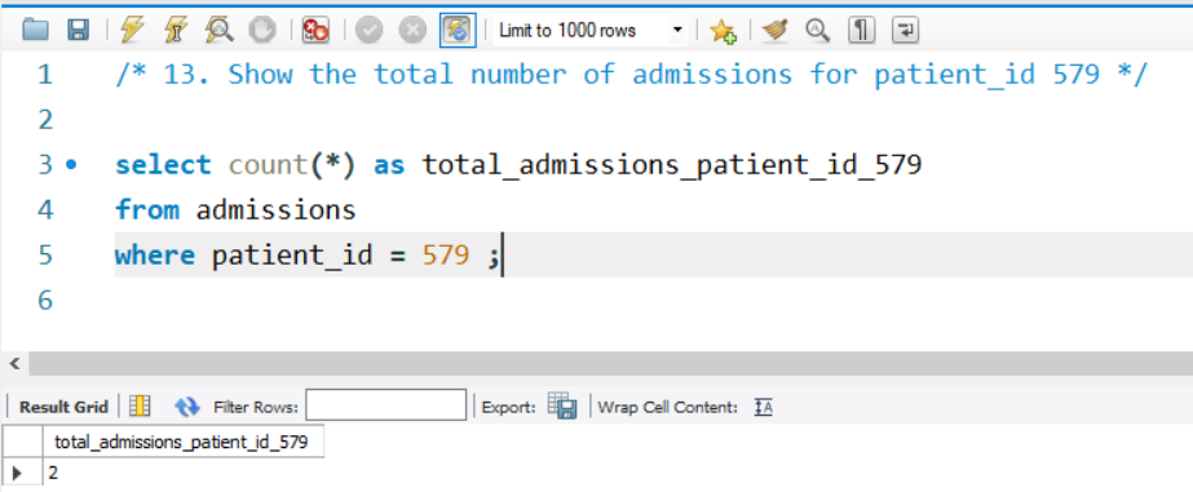 Limit to 1000 rows
1 /* 13. Show the total number of admissions for patient_id 579 */
2
3 select count(*) as total_admissions_patient_id_579
4 from admissions
5 where patient_id = 579 ;
6
Result Grid Filter Rows: Export: Wrap Cell Content: IA
total_admissions_patient_id_579
2